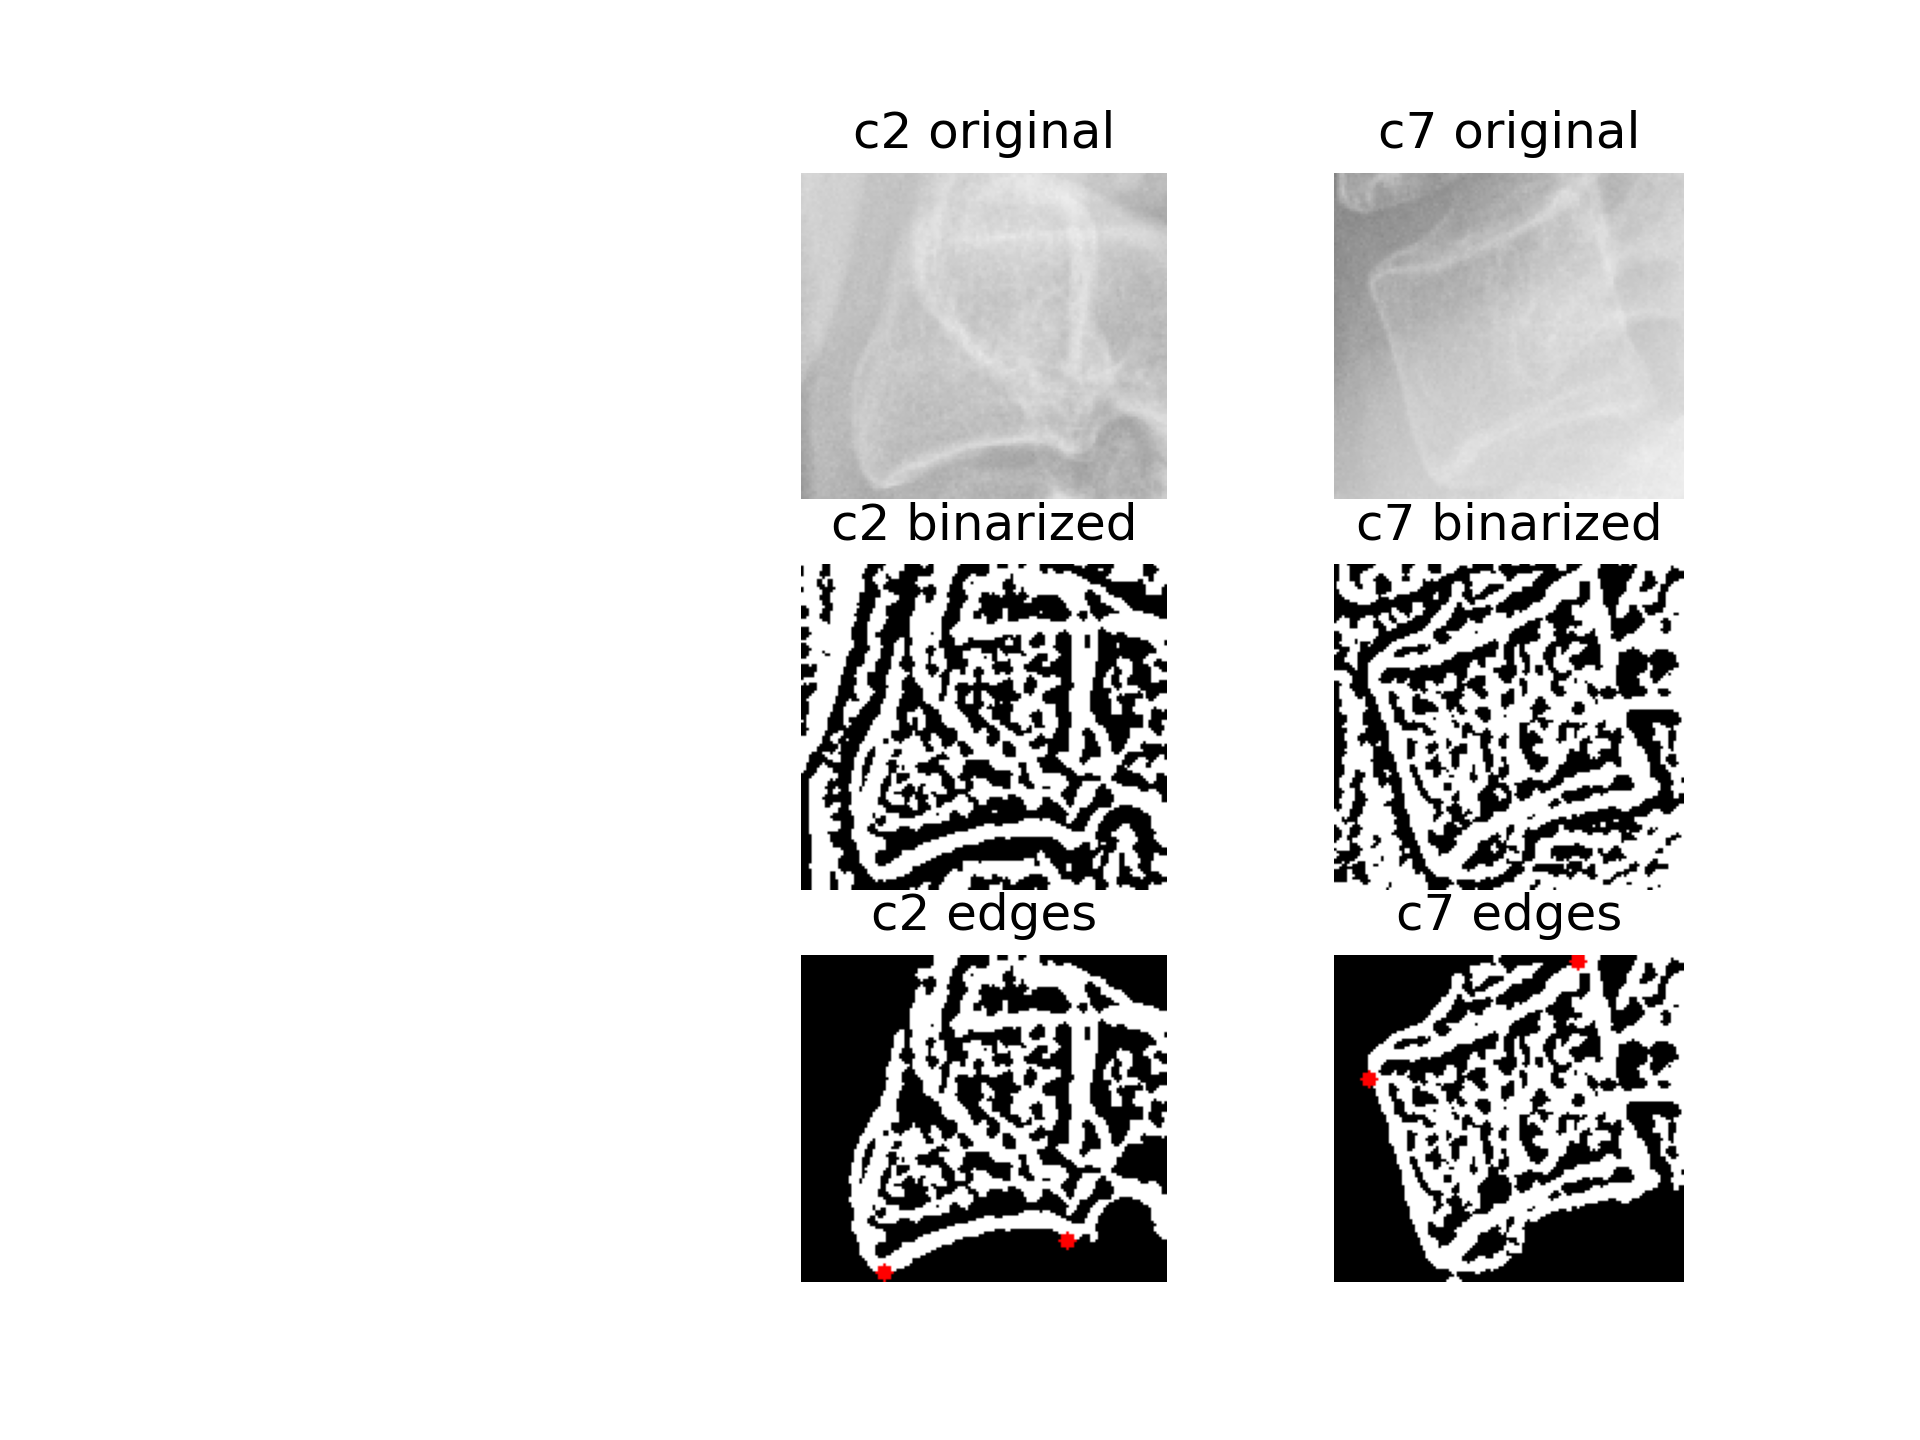 c2 original
c7 original
c2 binarized
c7 binarized
c2 edges
c7 edges